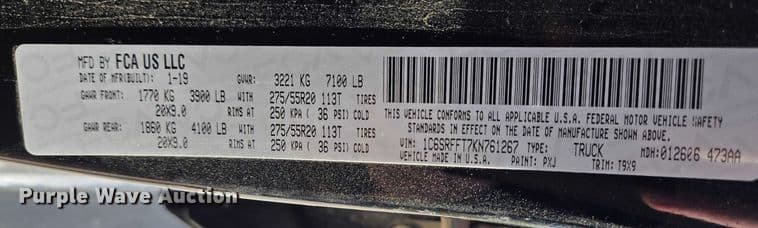 MFD BY FCA US LLC
DATE OF MFR(BUILT): 1-19 GVWR: 3221 KG 7100 LB
GAWR FRONT: 1770 KG 3900 LB WITH 275/55R20 113T TIRES
20X9.0 RIMS AT 250 KPA ( 36 PSI) COLD
GAWR REAR: 1860 KG 4100 LB WITH 275/55R20 113T TIRES
20X9.0 RIMS AT 250 KPA ( 36 PSI) COLD
THIS VEHICLE CONFORMS TO ALL APPLICABLE U.S.A. FEDERAL MOTOR VEHICLE SAFETY
STANDARDS IN EFFECT ON THE DATE OF MANUFACTURE SHOWN ABOVE.
VIN: 1C6SRFFT7KN761267 TYPE: TRUCK MDH: 012606 473AA
VEHICLE MADE IN U.S.A. PAINT: PXJ TRIM: T9X9
Purple Wave Auction